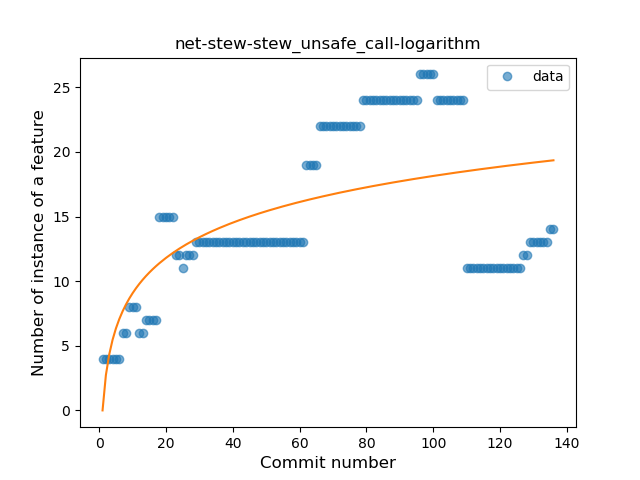 net-stew-stew_unsafe_call-logarithm
data
Number of instance of a feature
25
20
15
10
5
0
0 20 40 60 80 100 120 140
Commit number